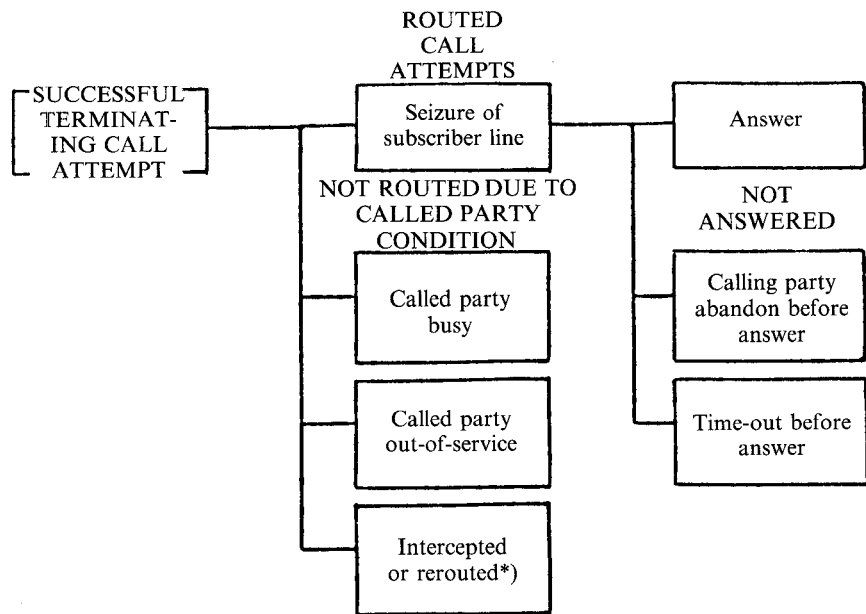 SUCCESSFUL
TERMINAT-
ING CALL
ATTEMPT
ROUTED
CALL
ATTEMPTS
Seizure of
subscriber line
NOT ROUTED DUE TO
CALLED PARTY
CONDITION
Called party
busy
Called party
out-of-service
Intercepted
or rerouted*)
Answer
NOT
ANSWERED
Calling party
abandon before
answer
Time-out before
answer